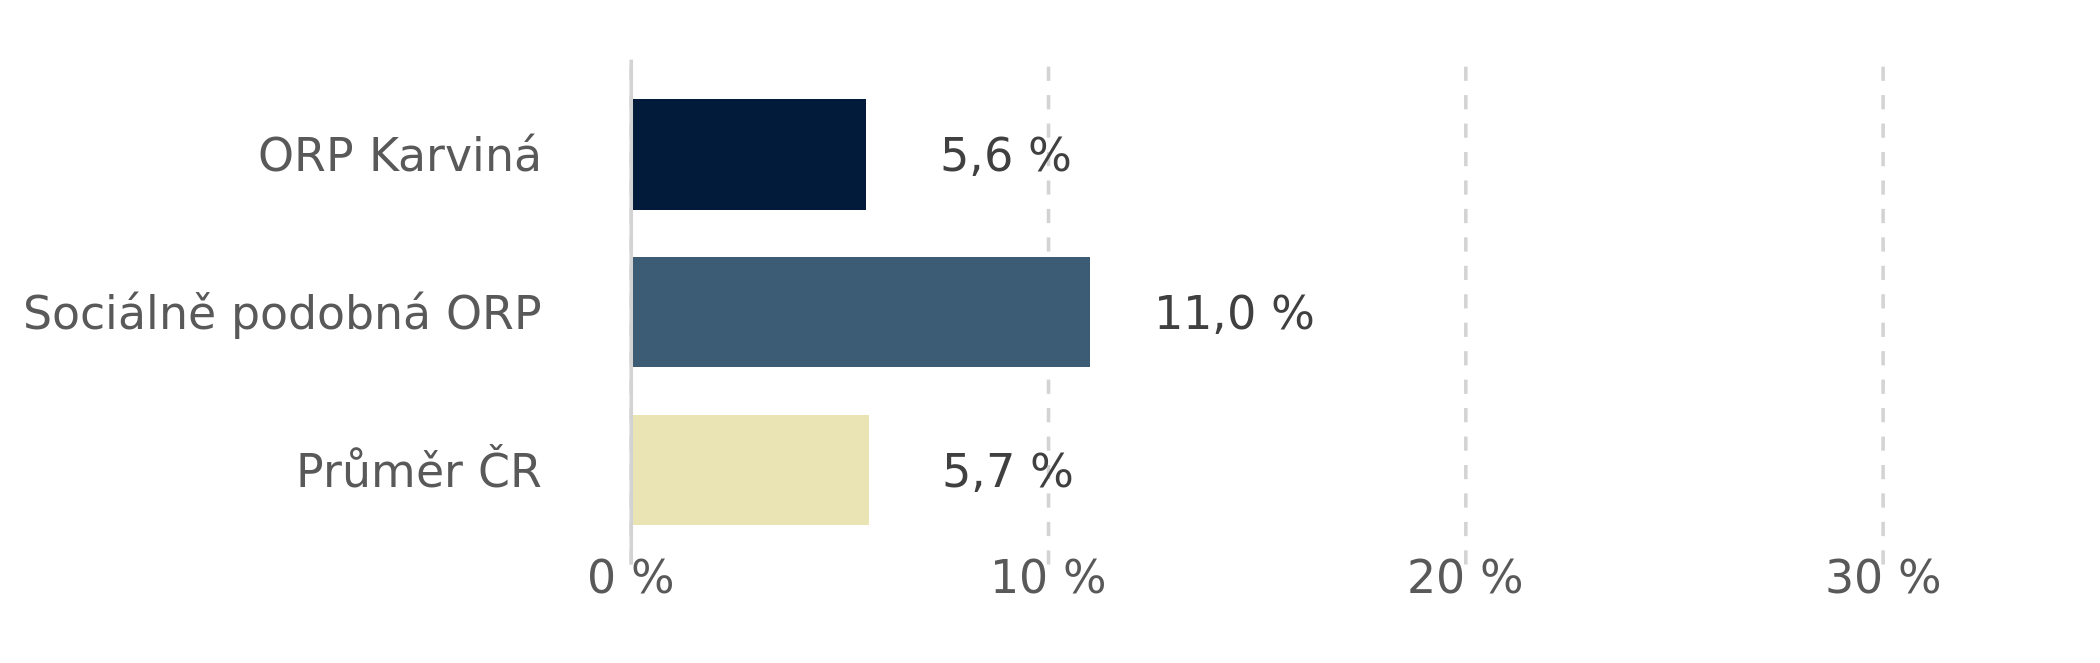 ORP Karviná 5,6 %
Sociálně podobná ORP 11,0 %
Průměr ČR 5,7 %
0 % 10 % 20 % 30 %